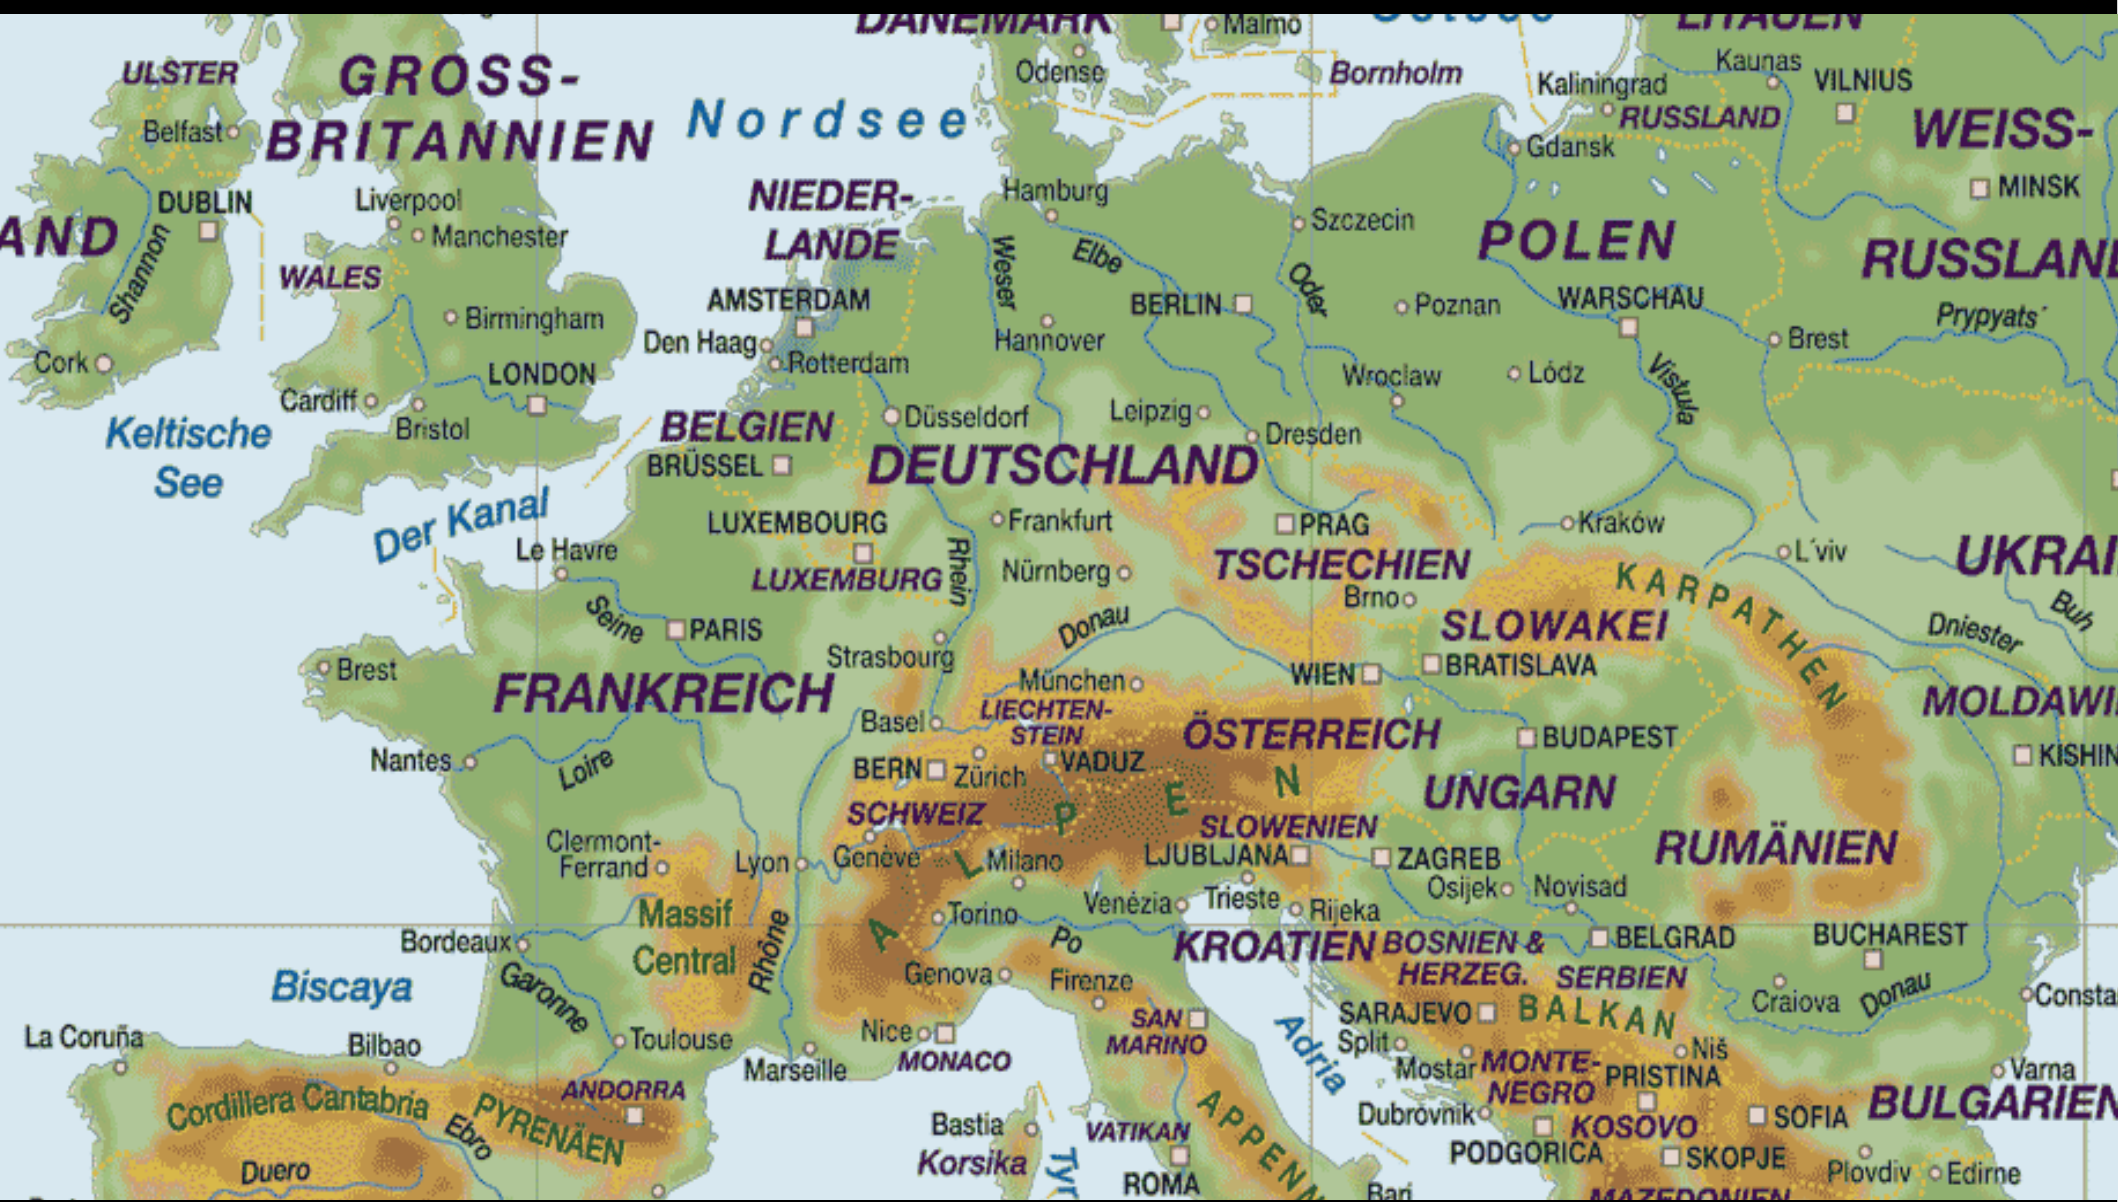 DÄNEMARK
Malmö
Ostsee
LITAUEN
Odense
Bornholm
Kaliningrad
RUSSLAND
Kaunas
VILNIUS
ULSTER
Belfast
GROSS-
BRITANNIEN
Nordsee
Gdansk
WEISS-
RUSSLAN
MINSK
DUBLIN
AND
Shannon
Cork
Liverpool
Manchester
WALES
Birmingham
LONDON
Cardiff
Bristol
NIEDER-
LANDE
AMSTERDAM
Den Haag
Rotterdam
Hamburg
Weser
Elbe
Hannover
BERLIN
Szczecin
Oder
POLEN
Poznan
WARSCHAU
Brest
Prypyats´
Wroclaw
Lódz
Vistula
Keltische
See
Der Kanal
BELGIEN
BRÜSSEL
Düsseldorf
Leipzig
Dresden
DEUTSCHLAND
LUXEMBOURG
LUXEMBURG
Frankfurt
Rhein
Nürnberg
PRAG
TSCHECHIEN
Brno
Kraków
L´viv
UKRAI
Buh
Dniester
KARPATHEN
Le Havre
Seine
PARIS
Brest
FRANKREICH
Strasbourg
Donau
München
WIEN
SLOWAKEI
BRATISLAVA
MOLDAWI
KISHIN
Nantes
Loire
Basel
LIECHTEN-
STEIN
VADUZ
BERN
Zürich
SCHWEIZ
ÖSTERREICH
BUDAPEST
UNGARN
RUMÄNIEN
Clermont-
Ferrand
Lyon
Genève
ALPEN
Milano
SLOWENIEN
LJUBLJANA
ZAGREB
Osijek
Novisad
Massif
Central
Rhône
Torino
Venézia
Trieste
Rijeka
Po
KROATIEN
BOSNIEN &
HERZEG.
BELGRAD
SERBIEN
BUCHAREST
Bordeaux
Garonne
Biscaya
Genova
Firenze
Craiova
Donau
Consta
La Coruña
Bilbao
Toulouse
Marseille
Nice
MONACO
SAN
MARINO
Adria
SARAJEVO
BALKAN
Split
Mostar
MONTE-
NEGRO
Niš
PRISTINA
Varna
Cordillera Cantabria
PYRENÄEN
ANDORRA
Ebro
Duero
Bastia
Korsika
Tyr
VATIKAN
ROMA
APPENN
Bari
Dubrovnik
PODGORICA
KOSOVO
SKOPJE
SOFIA
BULGARIEN
Plovdiv
Edirne
MAZEDONIEN